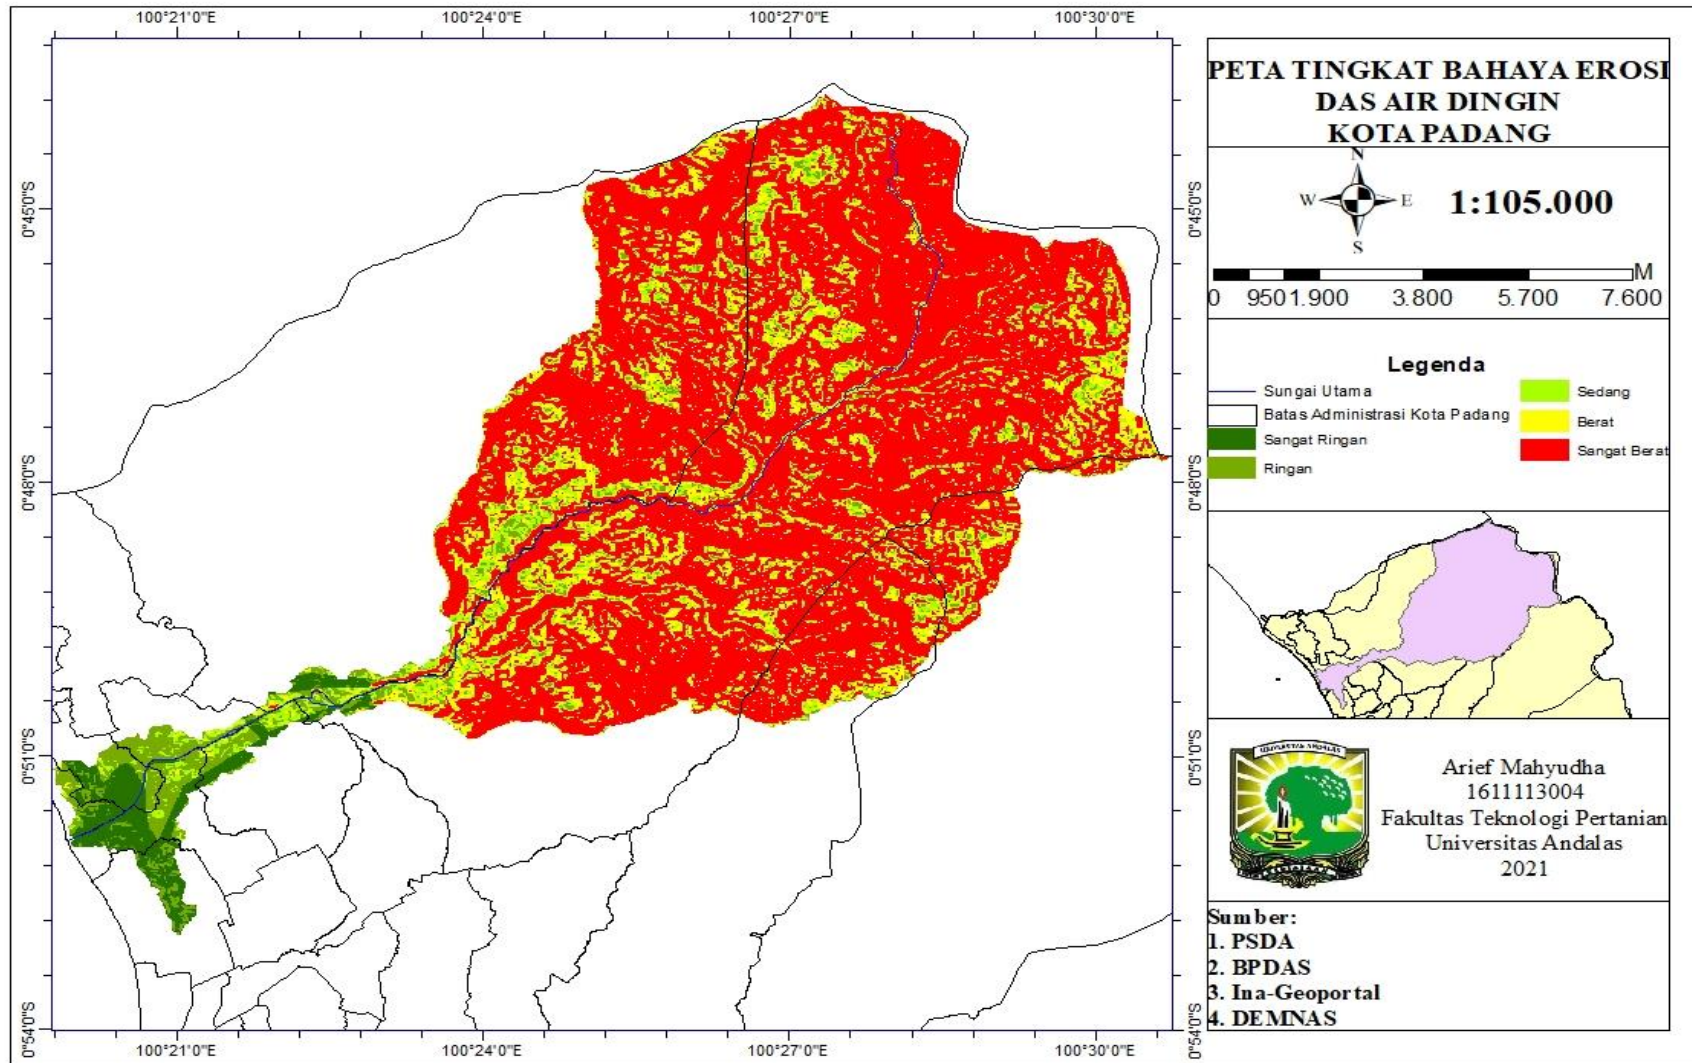 100°21'0"E 100°24'0"E 100°27'0"E 100°30'0"E
0°45'0"S 0°45'0"S
0°48'0"S 0°48'0"S
0°51'0"S 0°51'0"S
0°54'0"S 0°54'0"S
100°21'0"E 100°24'0"E 100°27'0"E 100°30'0"E
PETA TINGKAT BAHAYA EROSI
DAS AIR DINGIN
KOTA PADANG
N
W E
S
1:105.000
M
0 950 1.900 3.800 5.700 7.600
Legenda
Sungai Utama
Batas Administrasi Kota Padang
Sangat Ringan
Ringan
Sedang
Berat
Sangat Berat
UNIVERSITAS ANDALAS
Arief Mahyudha
1611113004
Fakultas Teknologi Pertanian
Universitas Andalas
2021
Sumber:
1. PSDA
2. BPDAS
3. Ina-Geoportal
4. DEMNAS